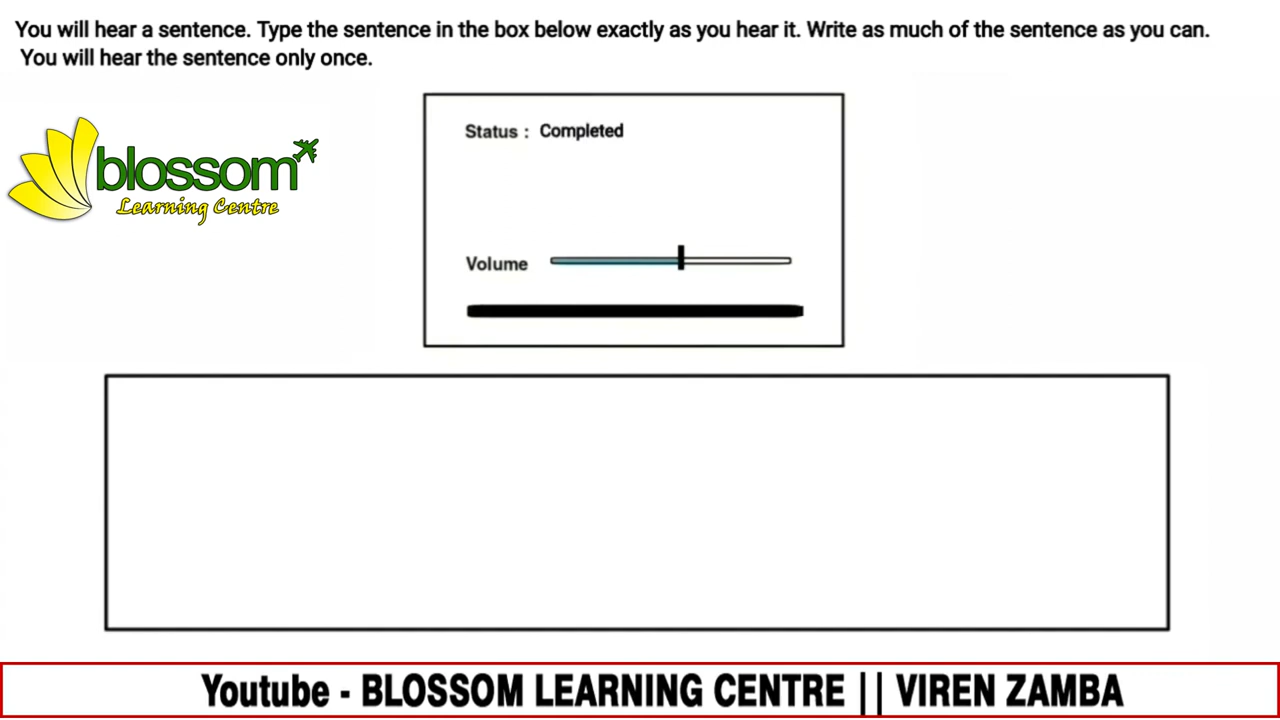 You will hear a sentence. Type the sentence in the box below exactly as you hear it. Write as much of the sentence as you can.
You will hear the sentence only once.
Status : Completed
blossom
Learning Centre
Volume
Youtube - BLOSSOM LEARNING CENTRE || VIREN ZAMBA